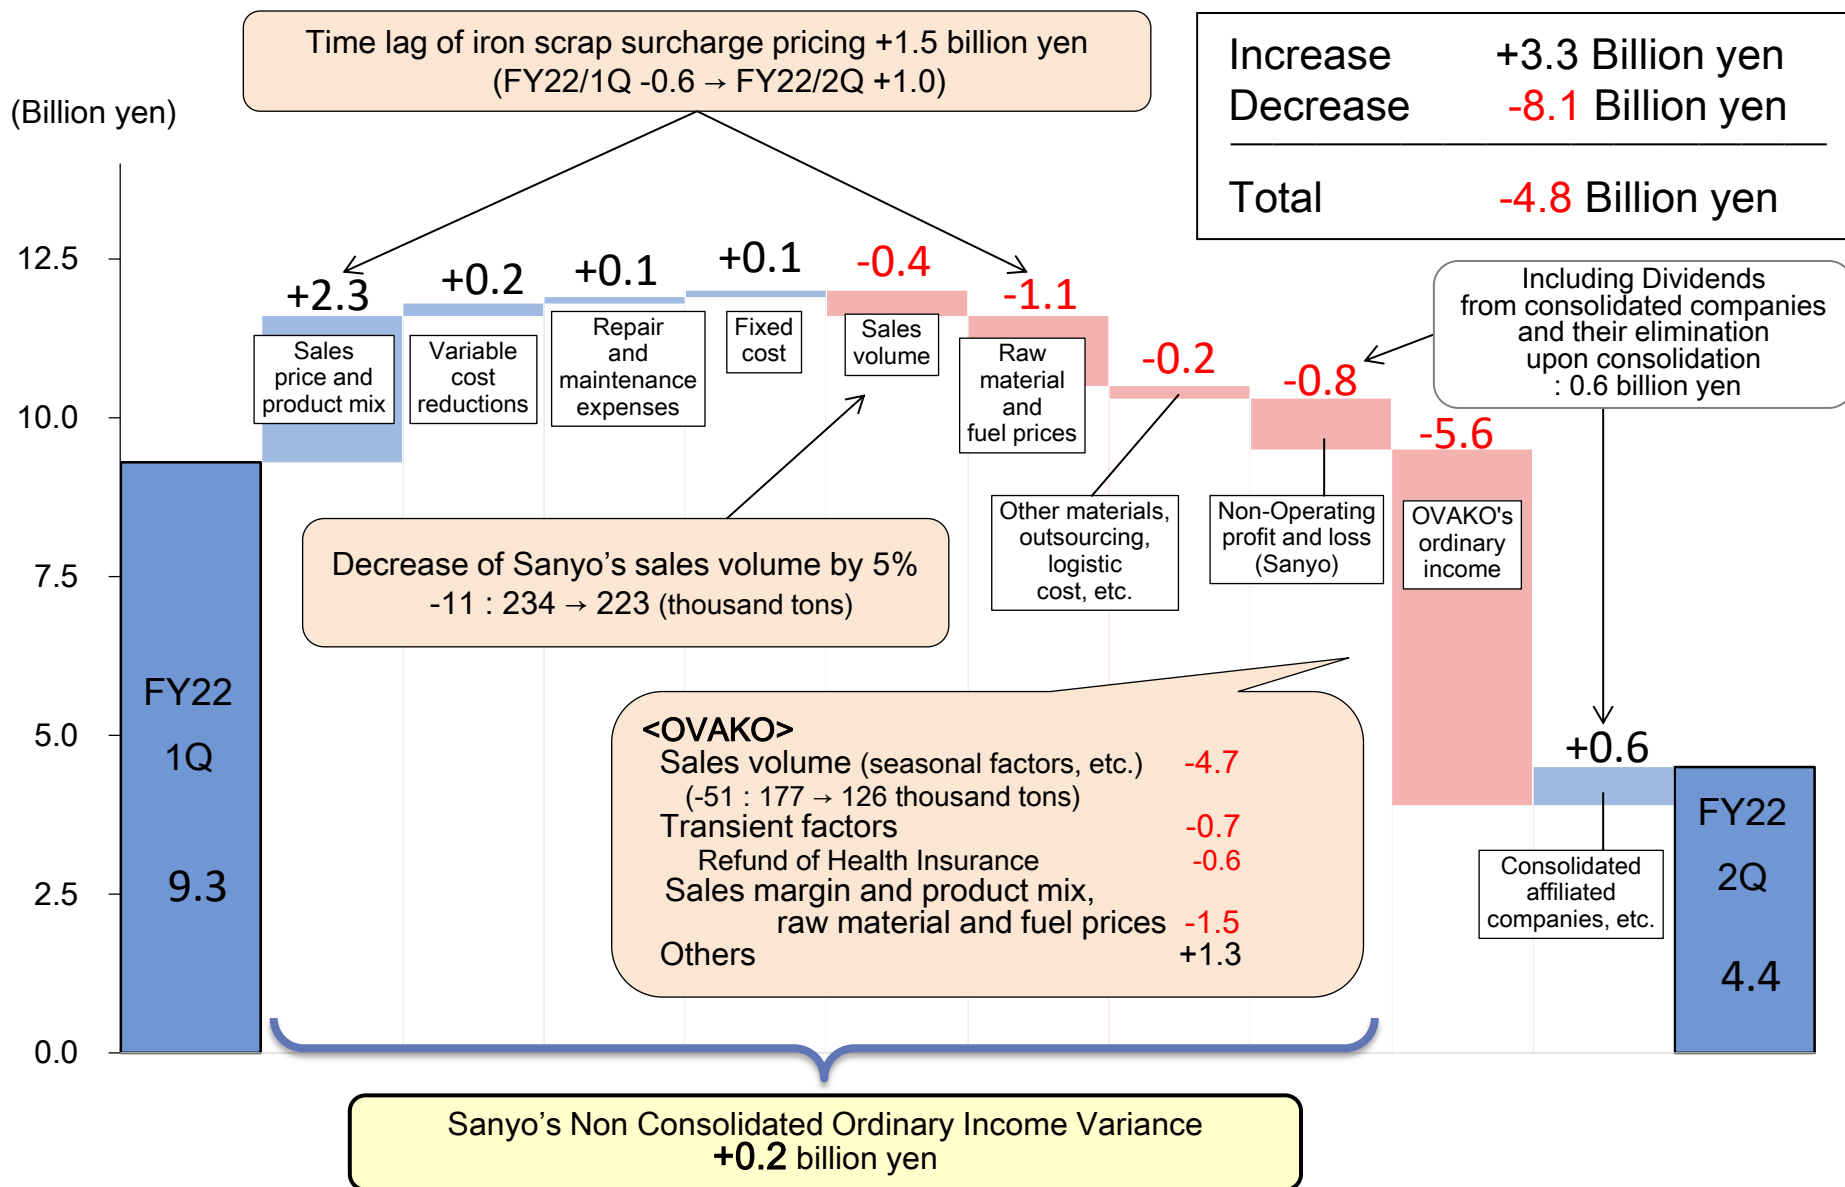 Time lag of iron scrap surcharge pricing +1.5 billion yen
(FY22/1Q -0.6 → FY22/2Q +1.0)
Increase +3.3 Billion yen
Decrease -8.1 Billion yen
Total -4.8 Billion yen
(Billion yen)
12.5
10.0
7.5
5.0
2.5
0.0
FY22
1Q
9.3
+2.3
Sales
price and
product mix
+0.2
Variable
cost
reductions
+0.1
Repair
and
maintenance
expenses
+0.1
Fixed
cost
-0.4
Sales
volume
-1.1
Raw
material
and
fuel prices
-0.2
Other materials,
outsourcing,
logistic
cost, etc.
-0.8
Non-Operating
profit and loss
(Sanyo)
-5.6
OVAKO's
ordinary
income
+0.6
Consolidated
affiliated
companies, etc.
FY22
2Q
4.4
Including Dividends
from consolidated companies
and their elimination
upon consolidation
: 0.6 billion yen
Decrease of Sanyo’s sales volume by 5%
-11 : 234 → 223 (thousand tons)
<OVAKO>
Sales volume (seasonal factors, etc.) -4.7
(-51 : 177 → 126 thousand tons)
Transient factors -0.7
Refund of Health Insurance -0.6
Sales margin and product mix,
raw material and fuel prices -1.5
Others +1.3
Sanyo’s Non Consolidated Ordinary Income Variance
+0.2 billion yen